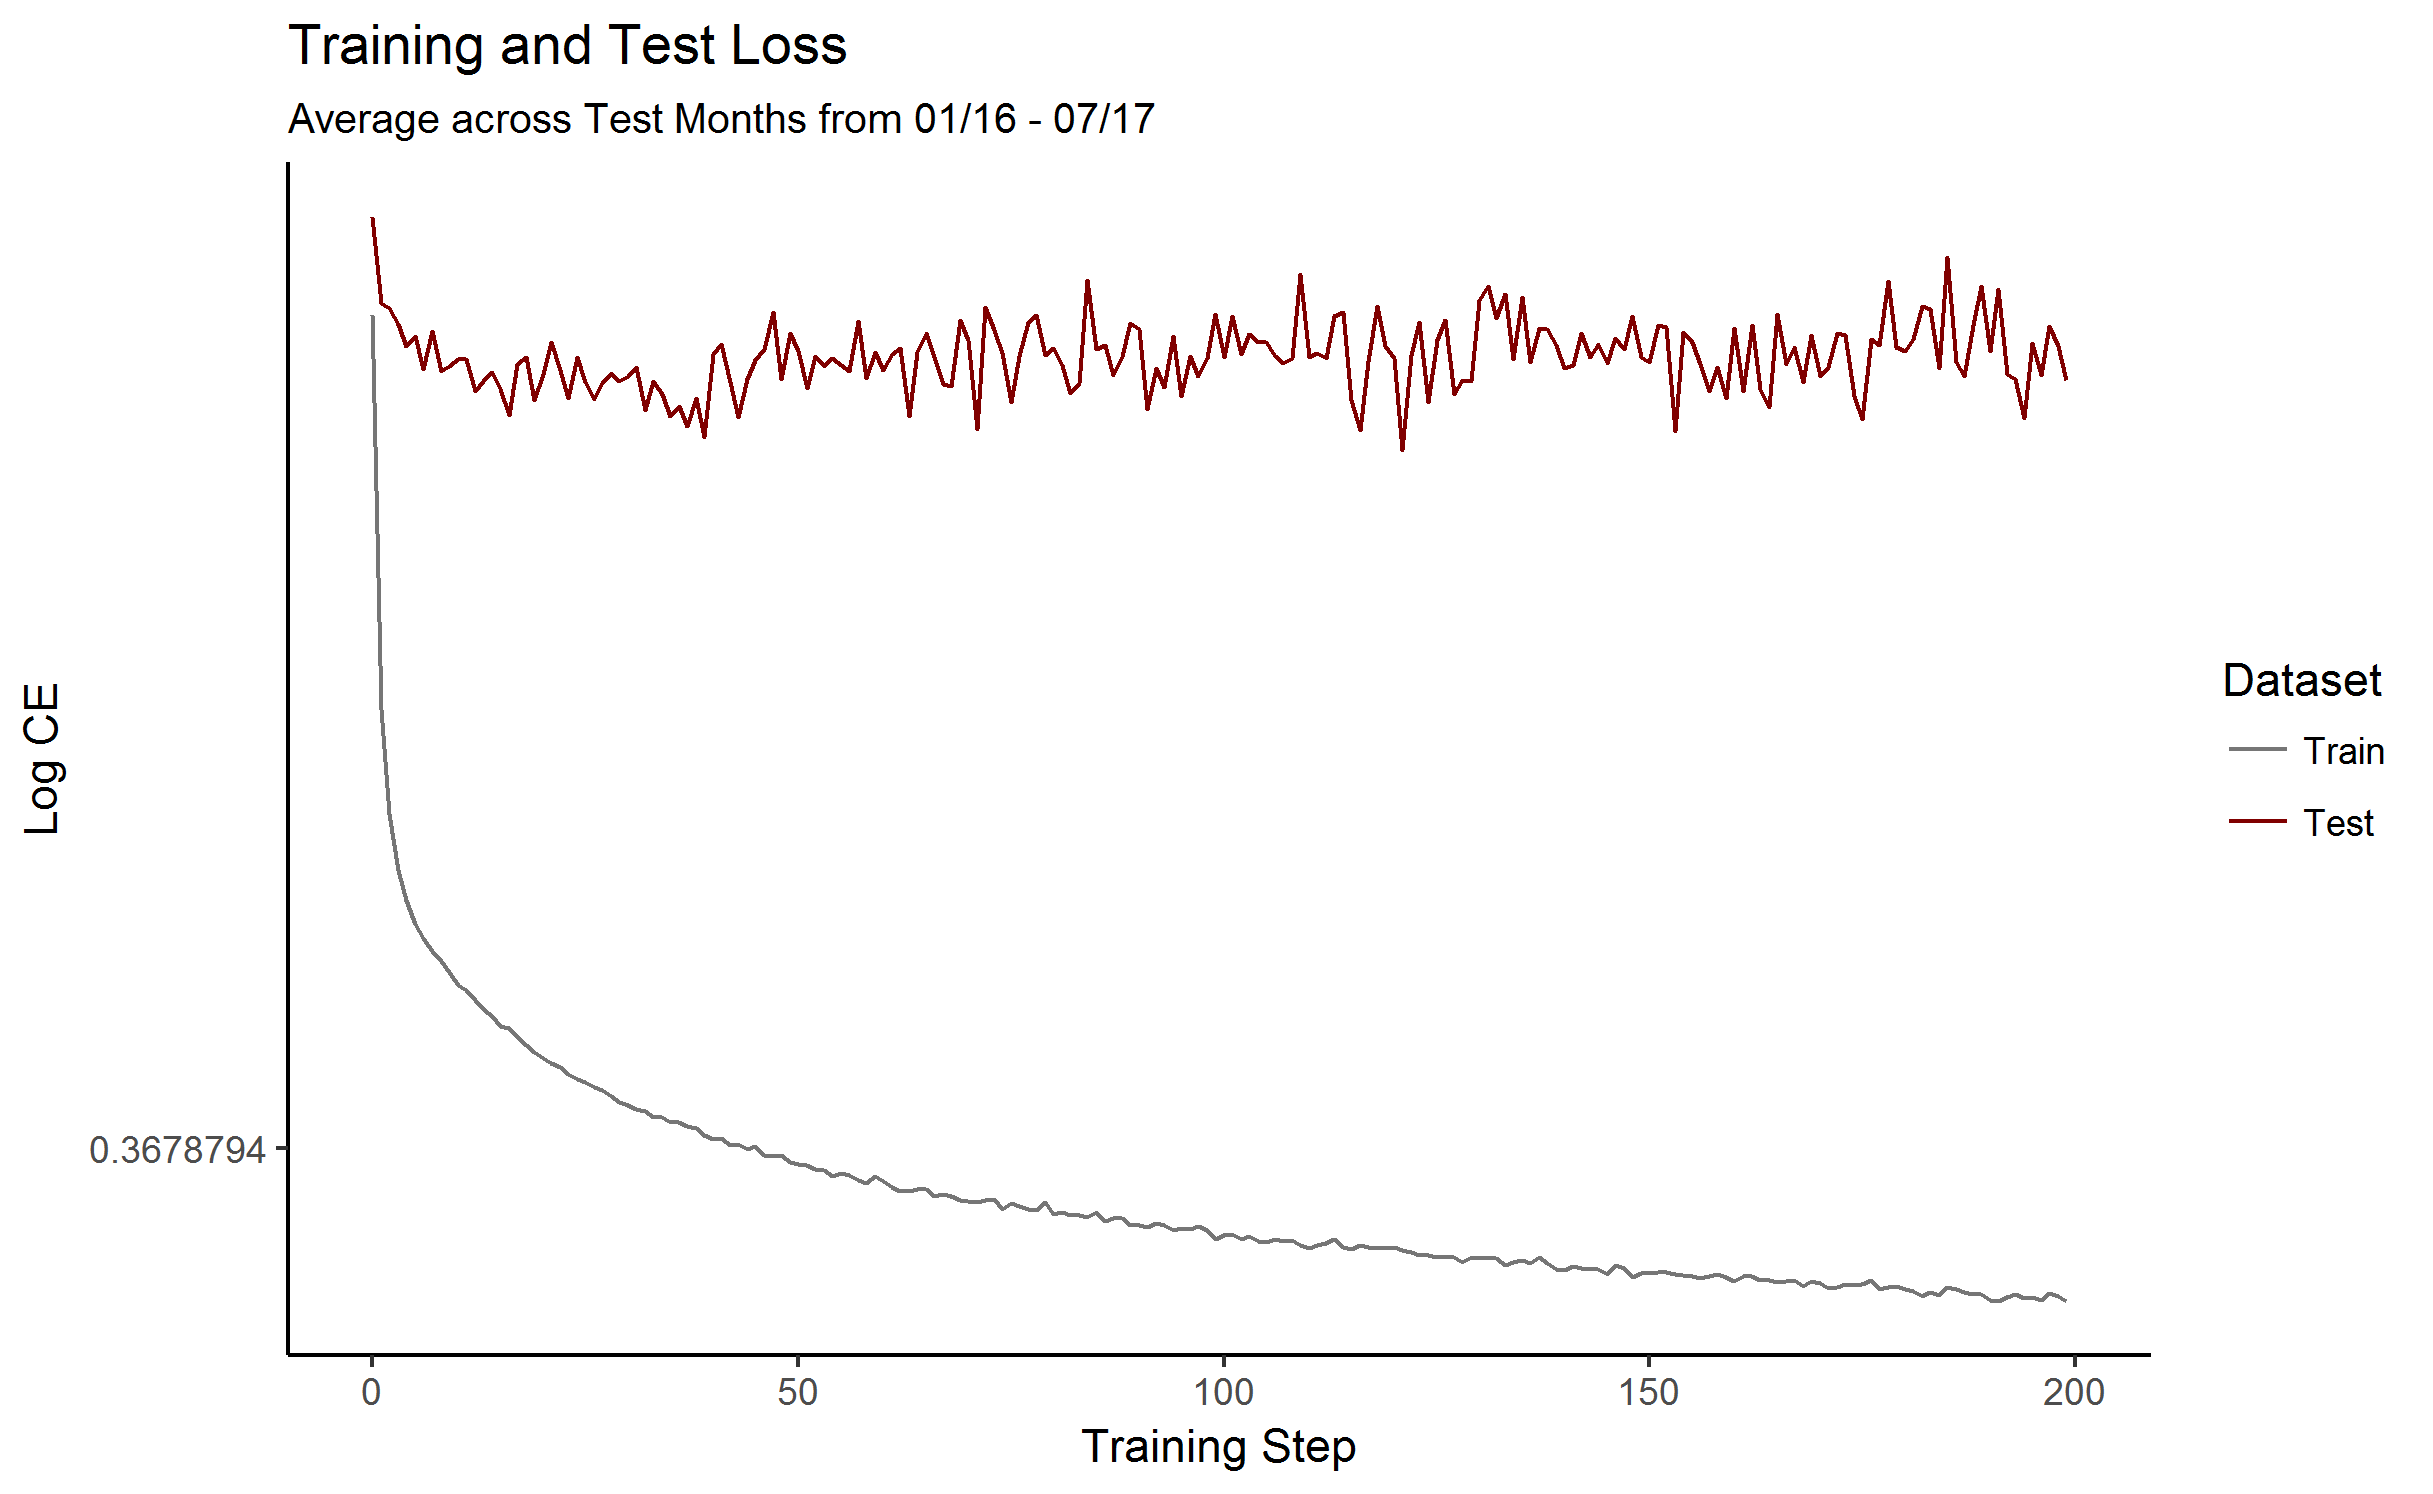 Training and Test Loss
Average across Test Months from 01/16 - 07/17
Log CE
0.3678794
0 50 100 150 200
Training Step
Dataset
Train
Test